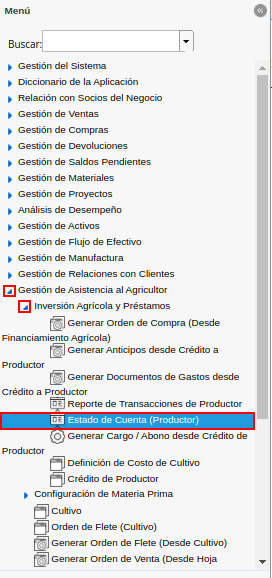 Menú
Buscar:
Gestión del Sistema
Diccionario de la Aplicación
Relación con Socios del Negocio
Gestión de Ventas
Gestión de Compras
Gestión de Devoluciones
Gestión de Saldos Pendientes
Gestión de Materiales
Gestión de Proyectos
Análisis de Desempeño
Gestión de Activos
Gestión de Flujo de Efectivo
Gestión de Manufactura
Gestión de Relaciones con Clientes
Gestión de Asistencia al Agricultor
Inversión Agrícola y Préstamos
Generar Orden de Compra (Desde
Financiamiento Agrícola)
Generar Anticipos desde Crédito a
Productor
Generar Documentos de Gastos desde
Crédito a Productor
Reporte de Transacciones de Productor
Estado de Cuenta (Productor)
Generar Cargo / Abono desde Crédito de
Productor
Definición de Costo de Cultivo
Crédito de Productor
Configuración de Materia Prima
Cultivo
Orden de Flete (Cultivo)
Generar Orden de Flete (Desde Cultivo)
Generar Orden de Venta (Desde Hoja